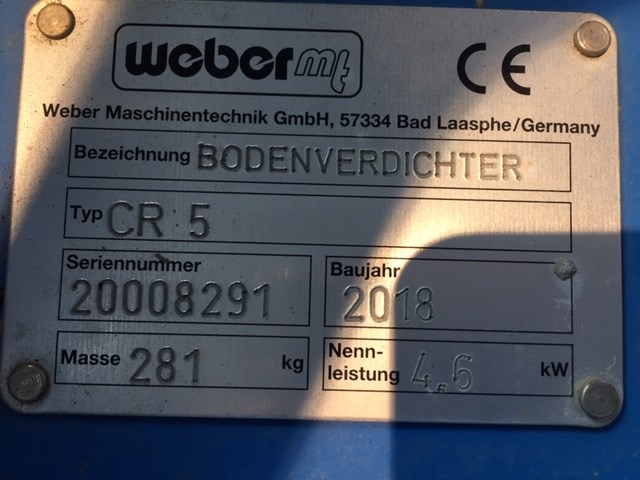 weber mt CE
Weber Maschinentechnik GmbH, 57334 Bad Laasphe/Germany
Bezeichnung BODENVERDICHTER
Typ CR 5
Seriennummer
20008291
Baujahr
2018
Masse 281 kg
Nenn-
leistung 4,6 kW